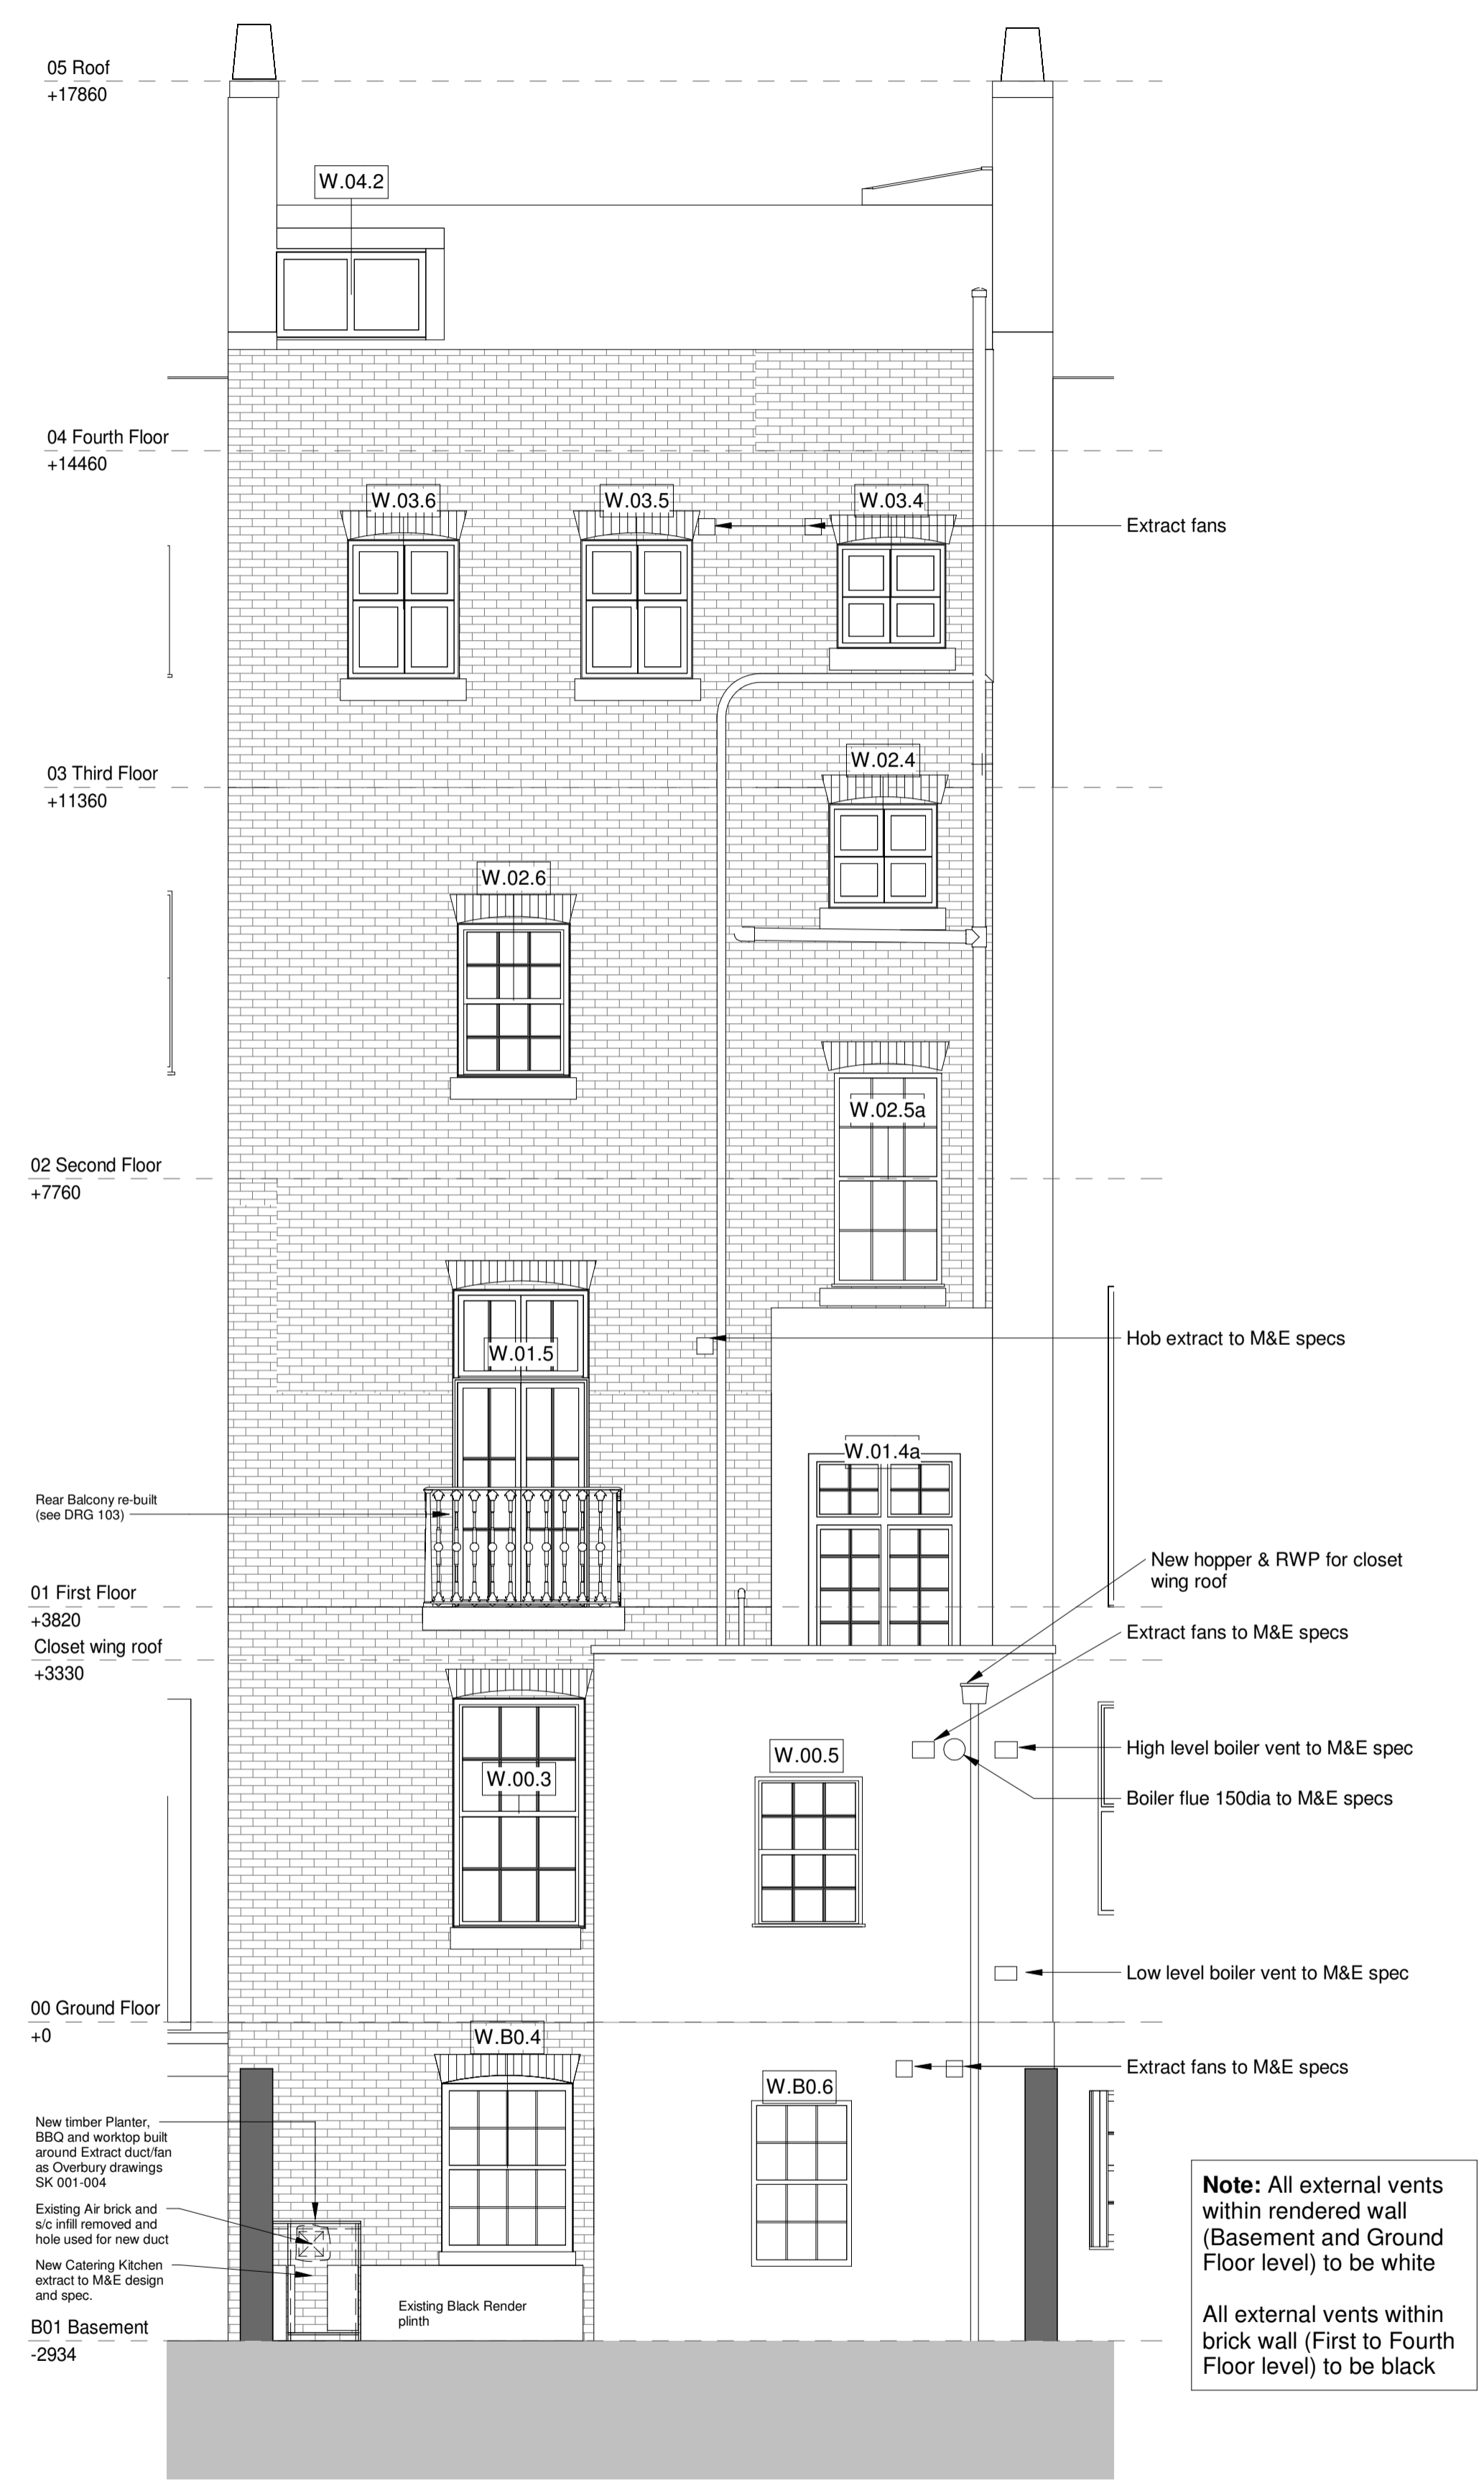 05 Roof
+17860
W.04.2
04 Fourth Floor
+14460
W.03.6
W.03.5
W.03.4
Extract fans
03 Third Floor
+11360
W.02.4
W.02.6
W.02.5a
02 Second Floor
+7760
Hob extract to M&E specs
W.01.5
W.01.4a
Rear Balcony re-built
(see DRG 103)
New hopper & RWP for closet
wing roof
01 First Floor
+3820
Extract fans to M&E specs
Closet wing roof
+3330
High level boiler vent to M&E spec
W.00.5
W.00.3
Boiler flue 150dia to M&E specs
Low level boiler vent to M&E spec
00 Ground Floor
+0
W.B0.4
Extract fans to M&E specs
W.B0.6
New timber Planter,
BBQ and worktop built
around Extract duct/fan
as Overbury drawings
SK 001-004
Existing Air brick and
s/c infill removed and
hole used for new duct
New Catering Kitchen
extract to M&E design
and spec.
Existing Black Render
plinth
B01 Basement
-2934
Note: All external vents
within rendered wall
(Basement and Ground
Floor level) to be white
All external vents within
brick wall (First to Fourth
Floor level) to be black